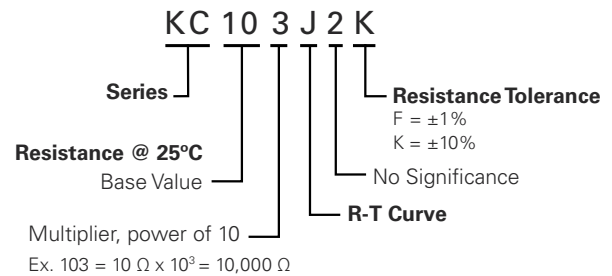 KC 10 3 J 2 K
Series
Resistance Tolerance
F = ±1%
K = ±10%
Resistance @ 25°C
Base Value
No Significance
R-T Curve
Multiplier, power of 10
Ex. 103 = 10 Ω x 10³ = 10,000 Ω